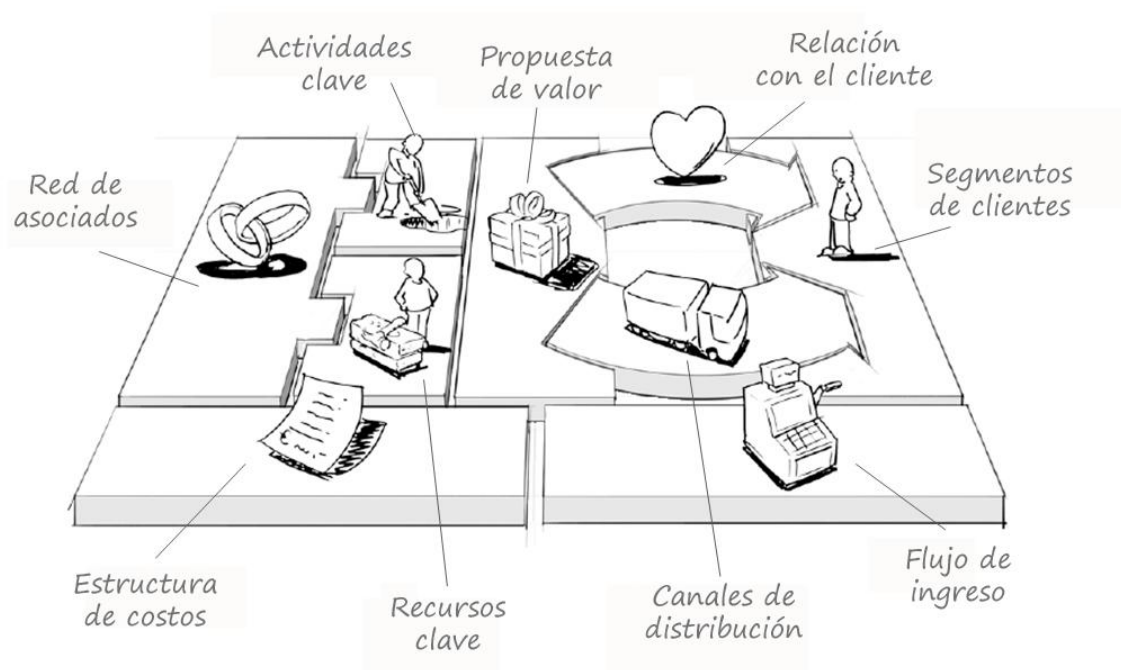 Actividades
clave
Propuesta
de valor
Relación
con el cliente
Red de
asociados
Segmentos
de clientes
Estructura
de costos
Recursos
clave
Canales de
distribución
Flujo de
ingreso